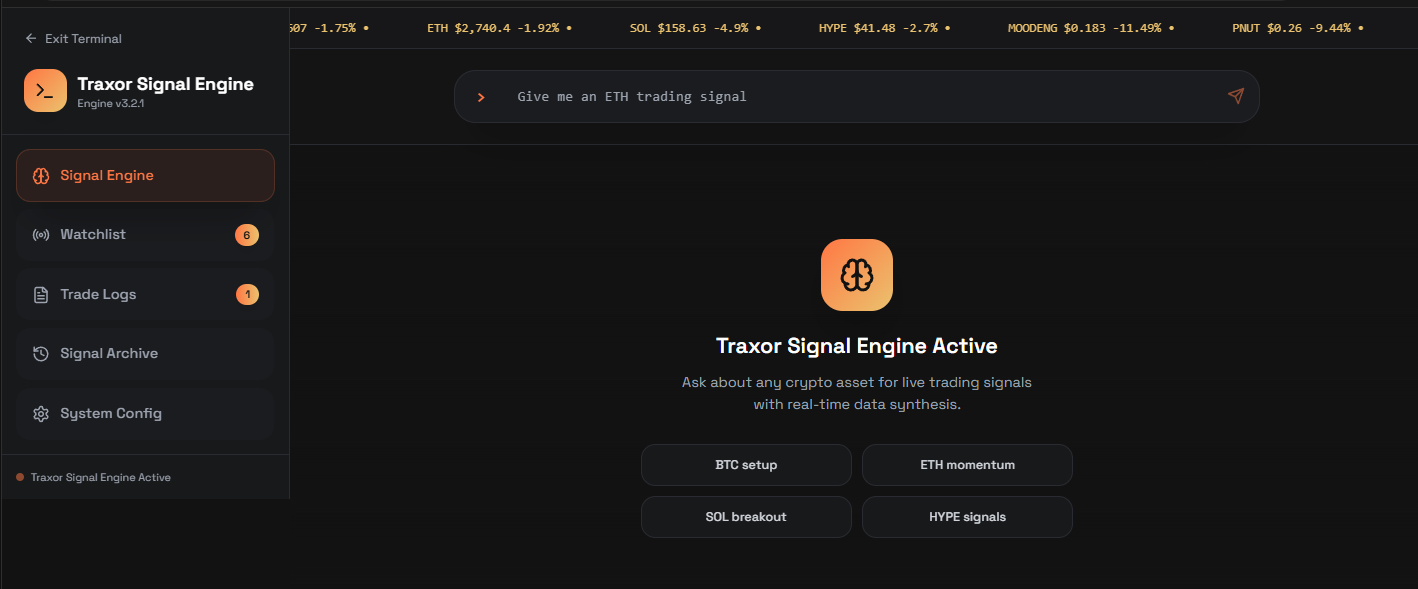 Exit Terminal
Traxor Signal Engine
Engine v3.2.1
Signal Engine
Watchlist 6
Trade Logs 1
Signal Archive
System Config
Traxor Signal Engine Active
-1.75% • ETH $2,740.4 -1.92% • SOL $158.63 -4.9% • HYPE $41.48 -2.7% • MOODENG $0.183 -11.49% • PNUT $0.26 -9.44% •
> Give me an ETH trading signal
Traxor Signal Engine Active
Ask about any crypto asset for live trading signals
with real-time data synthesis.
BTC setup ETH momentum
SOL breakout HYPE signals